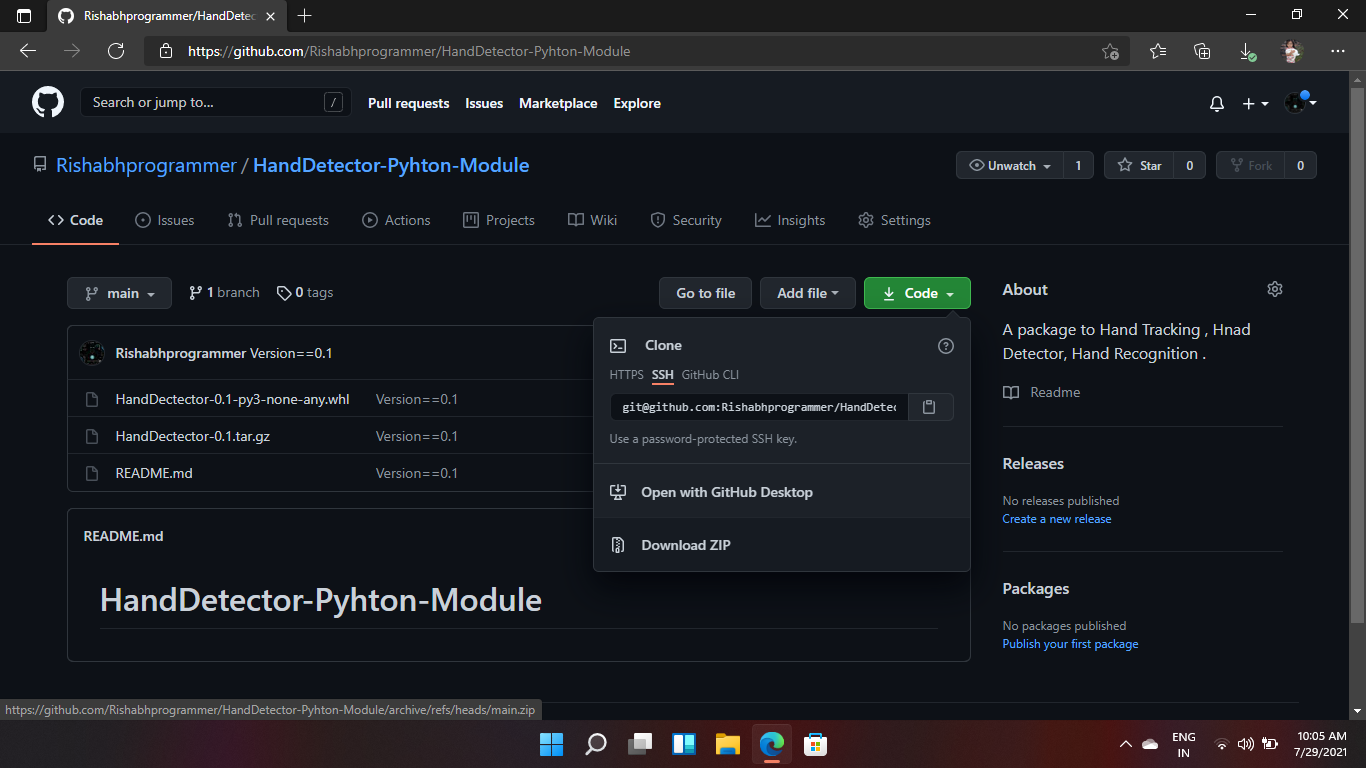 Rishabhprogrammer/HandDetec
https://github.com/Rishabhprogrammer/HandDetector-Pyhton-Module
Search or jump to... /
Pull requests Issues Marketplace Explore
Rishabhprogrammer / HandDetector-Pyhton-Module
Unwatch 1 Star 0 Fork 0
Code Issues Pull requests Actions Projects Wiki Security Insights Settings
main 1 branch 0 tags Go to file Add file Code
Rishabhprogrammer Version==0.1
HandDectector-0.1-py3-none-any.whl Version==0.1
HandDectector-0.1.tar.gz Version==0.1
README.md Version==0.1
Clone
HTTPS SSH GitHub CLI
git@github.com:Rishabhprogrammer/HandDetec
Use a password-protected SSH key.
Open with GitHub Desktop
Download ZIP
README.md
HandDetector-Pyhton-Module
About
A package to Hand Tracking , Hnad
Detector, Hand Recognition .
Readme
Releases
No releases published
Create a new release
Packages
No packages published
Publish your first package
https://github.com/Rishabhprogrammer/HandDetector-Pyhton-Module/archive/refs/heads/main.zip
ENG
IN
10:05 AM
7/29/2021